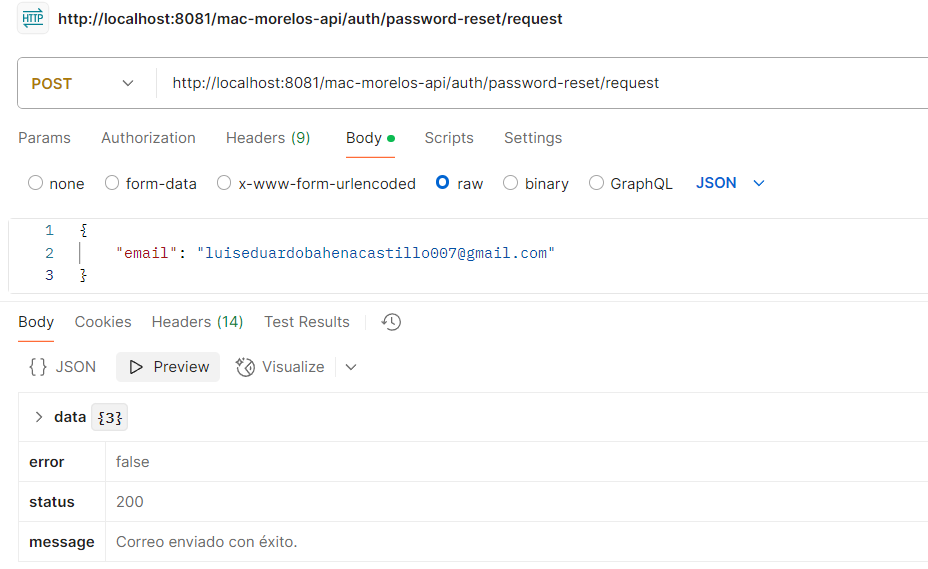 HTTP http://localhost:8081/mac-morelos-api/auth/password-reset/request
POST http://localhost:8081/mac-morelos-api/auth/password-reset/request
Params Authorization Headers (9) Body Scripts Settings
none form-data x-www-form-urlencoded raw binary GraphQL JSON
1 {
2 "email": "luiseduardobahenacastillo007@gmail.com"
3 }
Body Cookies Headers (14) Test Results
{} JSON Preview Visualize
data {3}
error false
status 200
message Correo enviado con éxito.